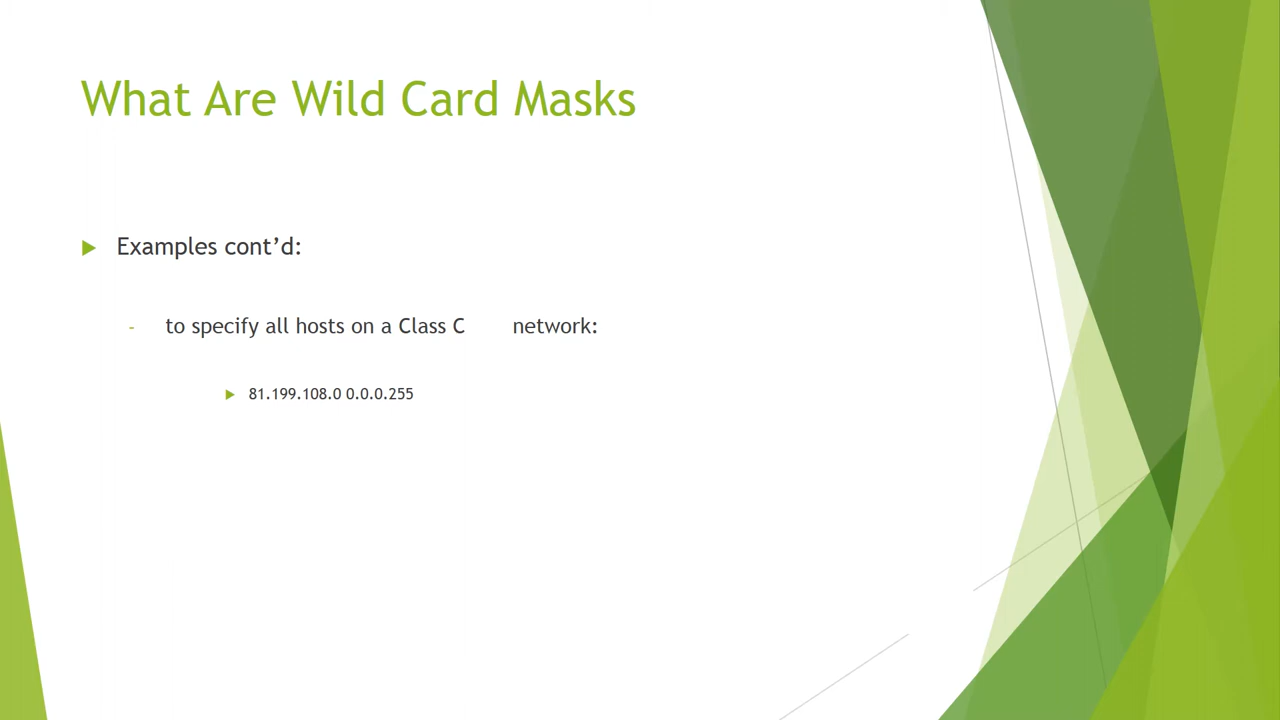 What Are Wild Card Masks
Examples cont’d:
- to specify all hosts on a Class C network:
81.199.108.0 0.0.0.255